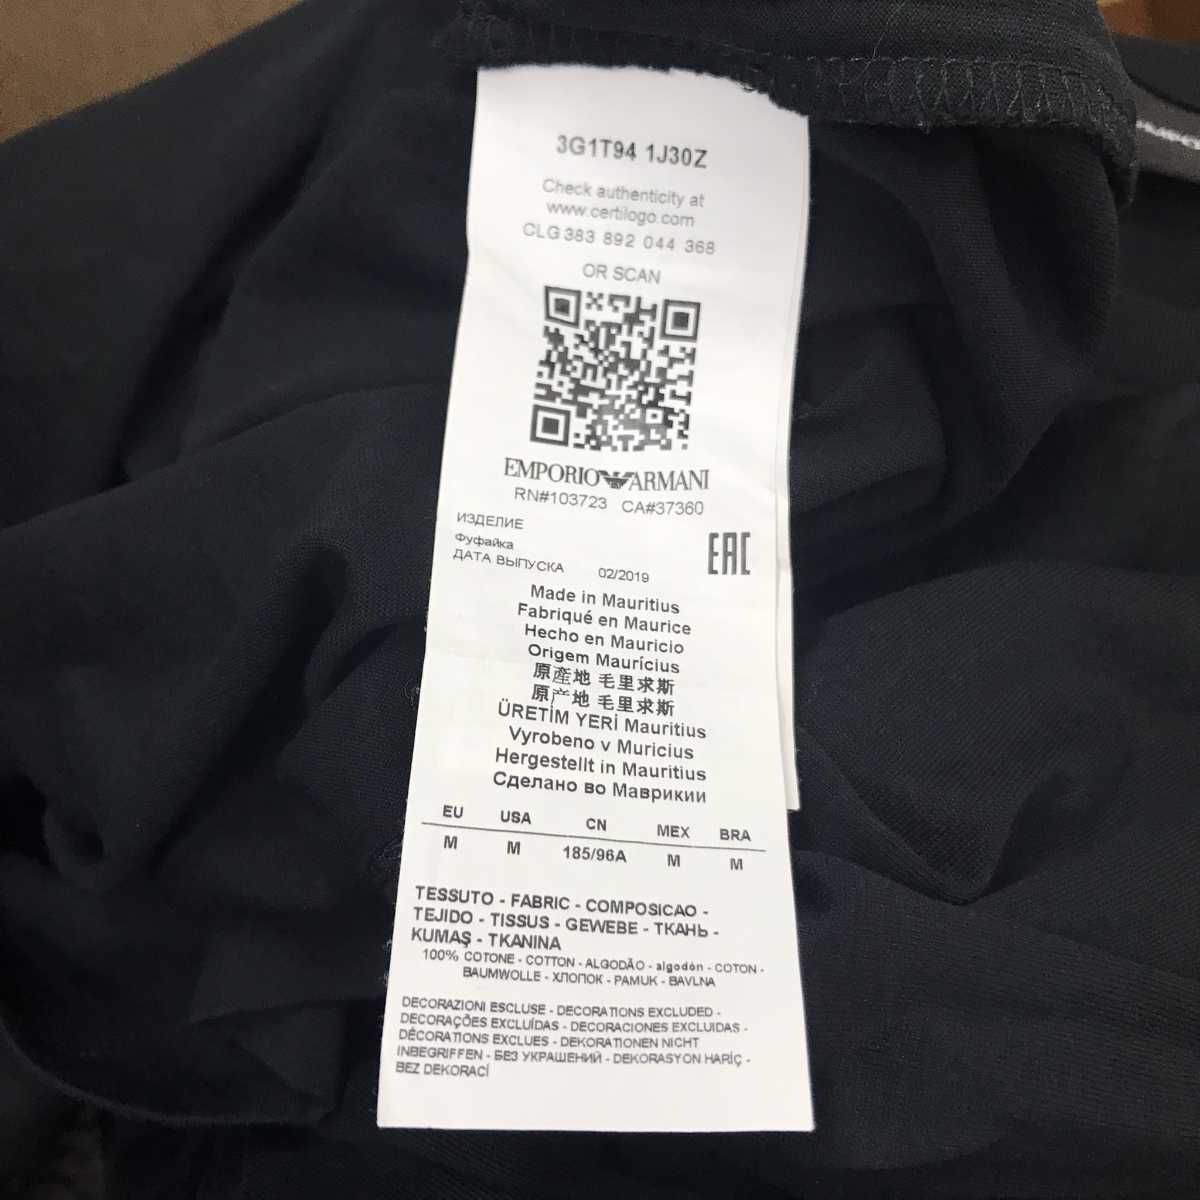 3G1T94 1J30Z
Check authenticity at
www.certilogo.com
CLG 383 892 044 368
OR SCAN
EMPORIO ARMANI
RN#103723 CA#37360
ИЗДЕЛИЕ
Фуфайка
ДАТА ВЫПУСКА 02/2019
EAC
Made in Mauritius
Fabriqué en Maurice
Hecho en Mauricio
Origem Maurícius
原產地 毛里求斯
原产地 毛里求斯
ÜRETİM YERİ Mauritius
Vyrobeno v Muricius
Hergestellt in Mauritius
Сделано во Маврикии
EU USA CN MEX BRA
M M 185/96A M M
TESSUTO - FABRIC - COMPOSICAO -
TEJIDO - TISSUS - GEWEBE - ТКАНЬ -
KUMAŞ - TKANINA
100% COTONE - COTTON - ALGODÃO - algodón - COTON -
BAUMWOLLE - ХЛОПОК - PAMUK - BAVLNA
DECORAZIONI ESCLUSE - DECORATIONS EXCLUDED -
DECORAÇÕES EXCLUÍDAS - DECORACIONES EXCLUIDAS -
DÉCORATIONS EXCLUES - DEKORATIONEN NICHT
INBEGRIFFEN - БЕЗ УКРАШЕНИЙ - DEKORASYON HARİÇ -
BEZ DEKORACÍ